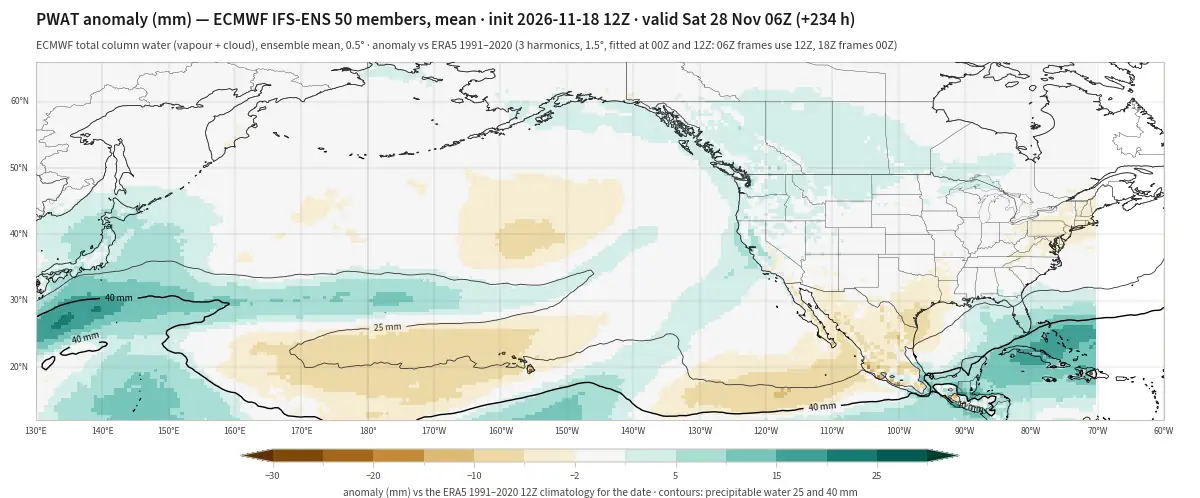 PWAT anomaly (mm) — ECMWF IFS-ENS 50 members, mean · init 2026-11-18 12Z · valid Sat 28 Nov 06Z (+234 h)
ECMWF total column water (vapour + cloud), ensemble mean, 0.5° · anomaly vs ERA5 1991–2020 (3 harmonics, 1.5°, fitted at 00Z and 12Z: 06Z frames use 12Z, 18Z frames 00Z)
60°N
50°N
40°N
30°N
20°N
40 mm
40 mm
25 mm
40 mm
130°E 140°E 150°E 160°E 170°E 180° 170°W 160°W 150°W 140°W 130°W 120°W 110°W 100°W 90°W 80°W 70°W 60°W
−30 −20 −10 −2 5 15 25
anomaly (mm) vs the ERA5 1991–2020 12Z climatology for the date · contours: precipitable water 25 and 40 mm